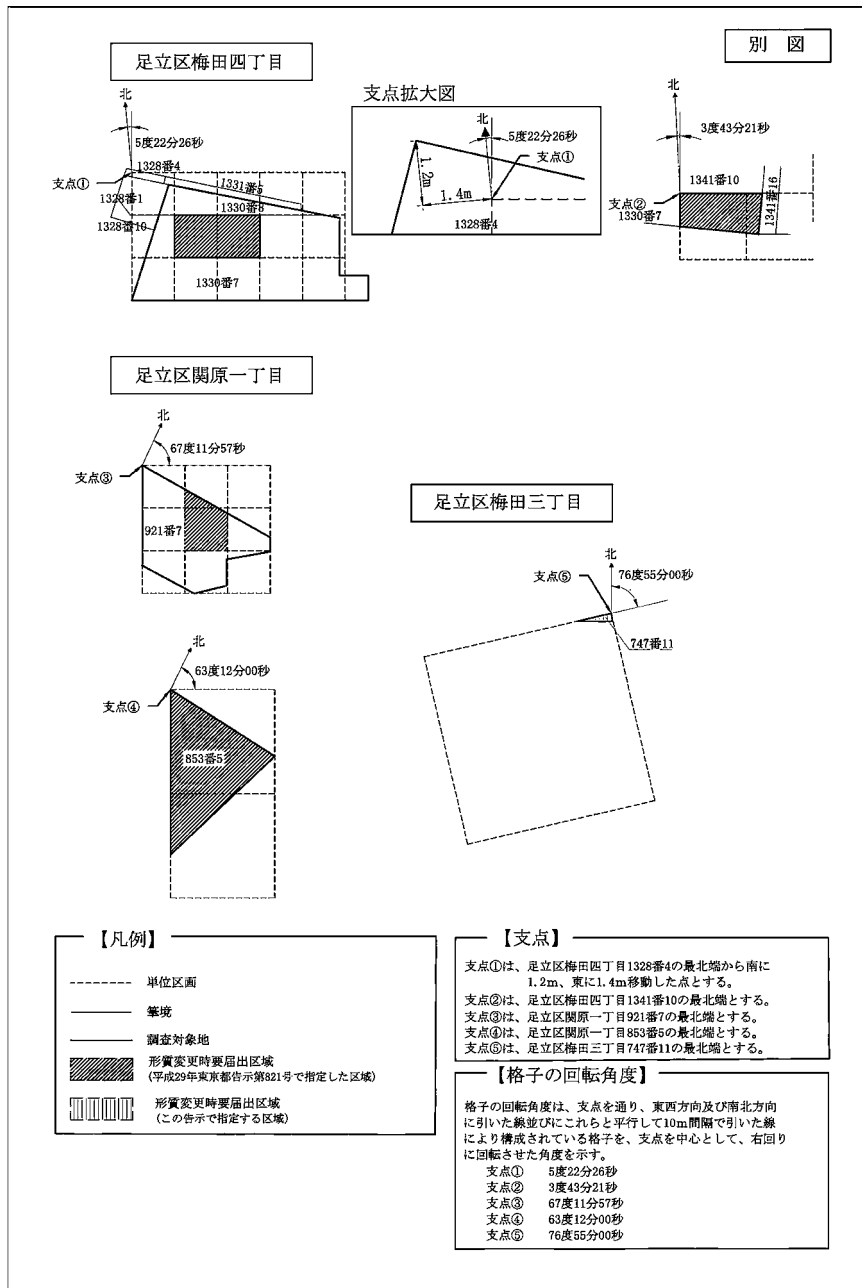 別 図
足立区梅田四丁目
北
5度22分26秒
支点①
1328番4
1331番5
1328番1
1330番8
1328番10
1330番7
支点拡大図
北
5度22分26秒
支点①
1.2m
1.4m
1328番4
北
3度43分21秒
1341番10
支点②
1330番7
1341番16
足立区関原一丁目
北
67度11分57秒
支点③
921番7
北
63度12分00秒
支点④
853番5
足立区梅田三丁目
北
76度55分00秒
支点⑤
747番11
【凡例】
単位区画
筆境
調査対象地
形質変更時要届出区域
(平成29年東京都告示第821号で指定した区域)
形質変更時要届出区域
(この告示で指定する区域)
【支点】
支点①は、足立区梅田四丁目1328番4の最北端から南に
1.2m、東に1.4m移動した点とする。
支点②は、足立区梅田四丁目1341番10の最北端とする。
支点③は、足立区関原一丁目921番7の最北端とする。
支点④は、足立区関原一丁目853番5の最北端とする。
支点⑤は、足立区梅田三丁目747番11の最北端とする。
【格子の回転角度】
格子の回転角度は、支点を通り、東西方向及び南北方向
に引いた線並びにこれらと平行して10m間隔で引いた線
により構成されている格子を、支点を中心として、右回り
に回転させた角度を示す。
支点① 5度22分26秒
支点② 3度43分21秒
支点③ 67度11分57秒
支点④ 63度12分00秒
支点⑤ 76度55分00秒